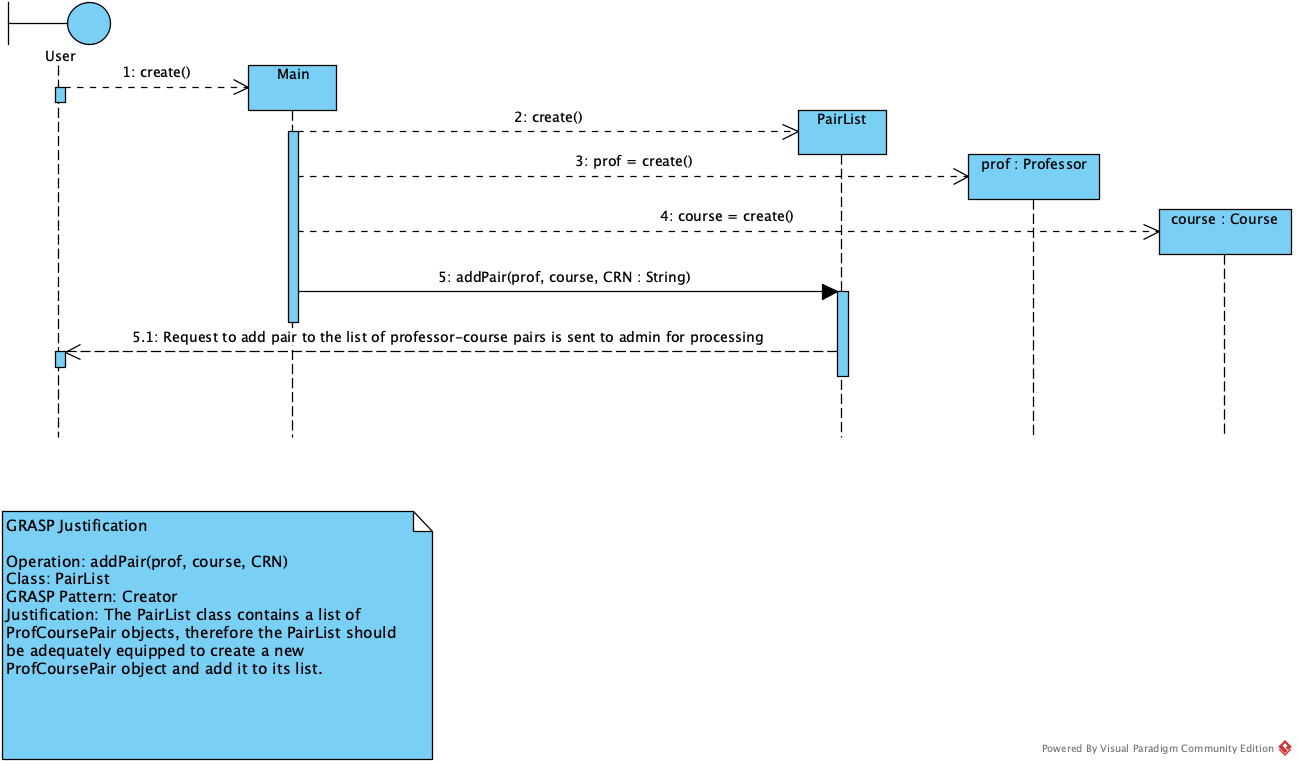 User
1: create()
Main
2: create()
PairList
3: prof = create()
prof : Professor
4: course = create()
course : Course
5: addPair(prof, course, CRN : String)
5.1: Request to add pair to the list of professor-course pairs is sent to admin for processing
GRASP Justification
Operation: addPair(prof, course, CRN)
Class: PairList
GRASP Pattern: Creator
Justification: The PairList class contains a list of
ProfCoursePair objects, therefore the PairList should
be adequately equipped to create a new
ProfCoursePair object and add it to its list.
Powered By Visual Paradigm Community Edition